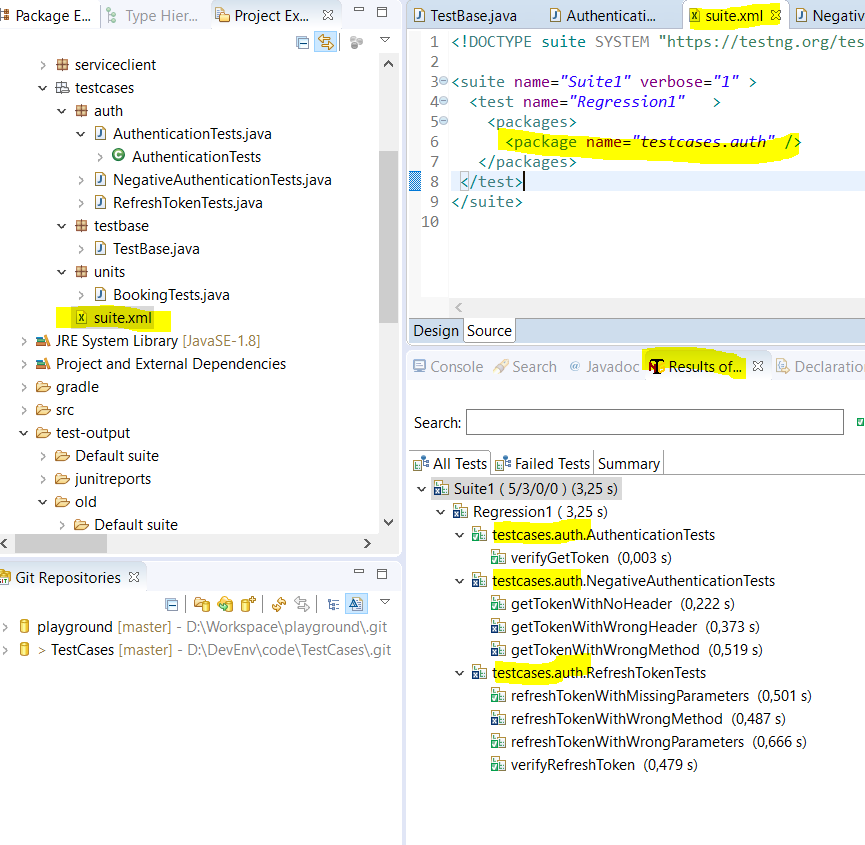 Package E...
Type Hier...
Project Ex...
serviceclient
testcases
auth
AuthenticationTests.java
AuthenticationTests
NegativeAuthenticationTests.java
RefreshTokenTests.java
testbase
TestBase.java
units
BookingTests.java
suite.xml
JRE System Library [JavaSE-1.8]
Project and External Dependencies
gradle
src
test-output
Default suite
junitreports
old
Default suite
Git Repositories
playground [master] - D:\Workspace\playground\.git
> TestCases [master] - D:\DevEnv\code\TestCases\.git
TestBase.java
Authenticati...
suite.xml
Negativ
1 <!DOCTYPE suite SYSTEM "https://testng.org/tes
2
3 <suite name="Suite1" verbose="1" >
4 <test name="Regression1" >
5 <packages>
6 <package name="testcases.auth" />
7 </packages>
8 </test>
9 </suite>
10
Design
Source
Console
Search
@ Javadoc
Results of...
Declaratio
Search:
All Tests
Failed Tests
Summary
Suite1 ( 5/3/0/0 ) (3,25 s)
Regression1 ( 3,25 s)
testcases.auth.AuthenticationTests
verifyGetToken (0,003 s)
testcases.auth.NegativeAuthenticationTests
getTokenWithNoHeader (0,222 s)
getTokenWithWrongHeader (0,373 s)
getTokenWithWrongMethod (0,519 s)
testcases.auth.RefreshTokenTests
refreshTokenWithMissingParameters (0,501 s)
refreshTokenWithWrongMethod (0,487 s)
refreshTokenWithWrongParameters (0,666 s)
verifyRefreshToken (0,479 s)